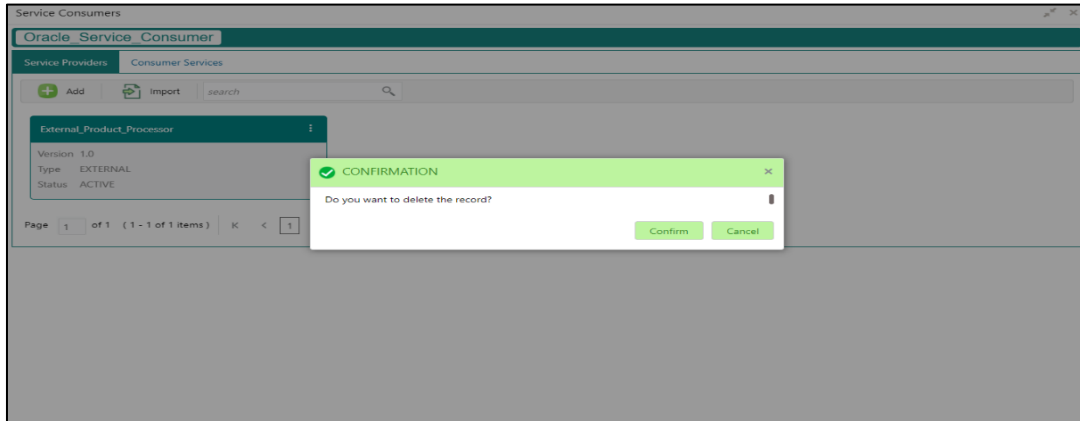 Service Consumers
Oracle_Service_Consumer
Service Providers Consumer Services
Add Import search
External_Product_Processor
Version 1.0
Type EXTERNAL
Status ACTIVE
CONFIRMATION
Do you want to delete the record?
Confirm Cancel
Page 1 of 1 (1 - 1 of 1 items) K < 1